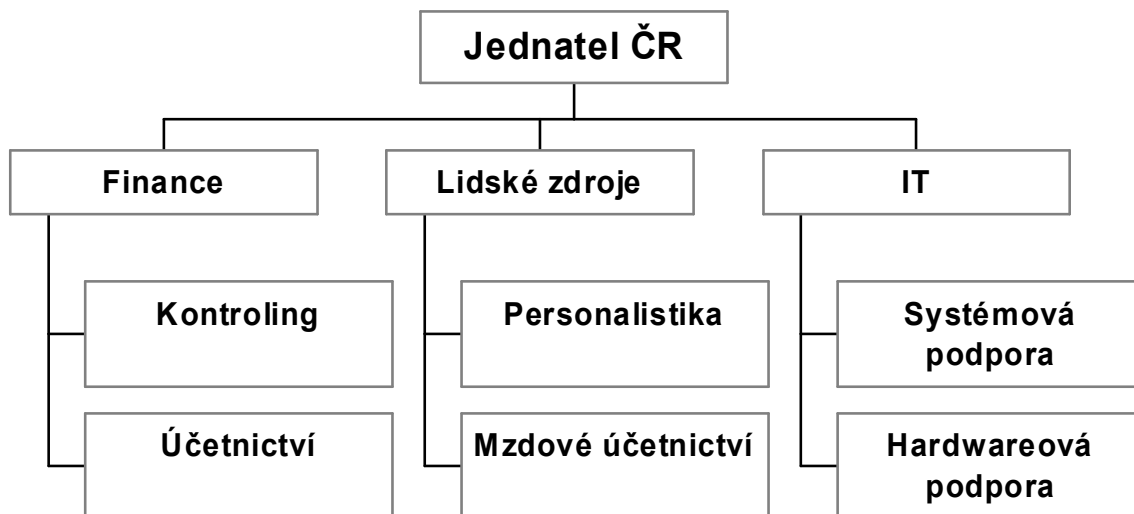 Jednatel ČR
Finance
Lidské zdroje
IT
Kontroling
Personalistika
Systémová
podpora
Účetnictví
Mzdové účetnictví
Hardwareová
podpora